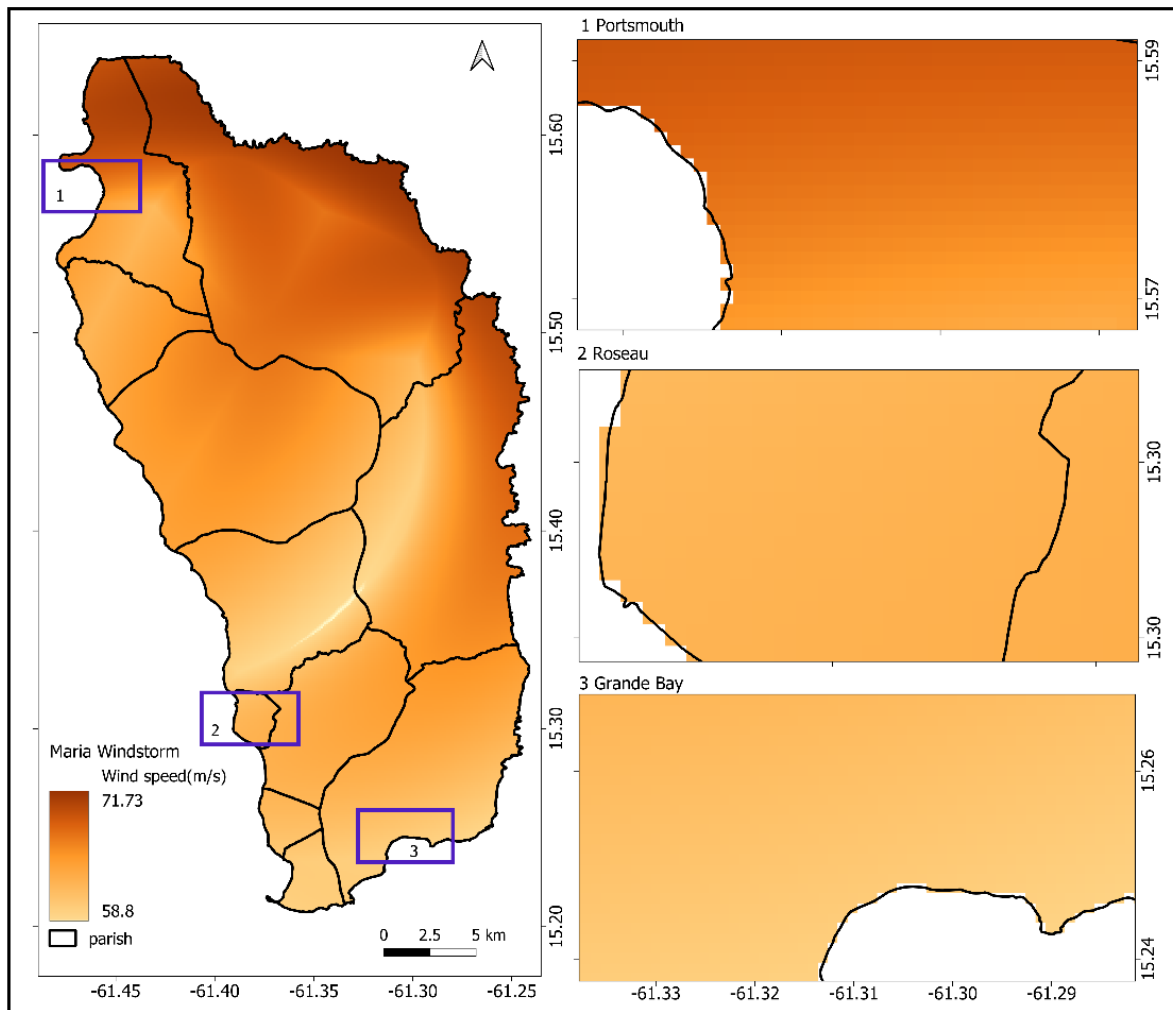 1
2
3
Maria Windstorm
Wind speed(m/s)
71.73
58.8
parish
0 2.5 5 km
15.60
15.50
15.40
15.30
15.20
-61.45 -61.40 -61.35 -61.30 -61.25
1 Portsmouth
15.59
15.57
2 Roseau
15.30
15.30
3 Grande Bay
15.26
15.24
-61.33 -61.32 -61.31 -61.30 -61.29